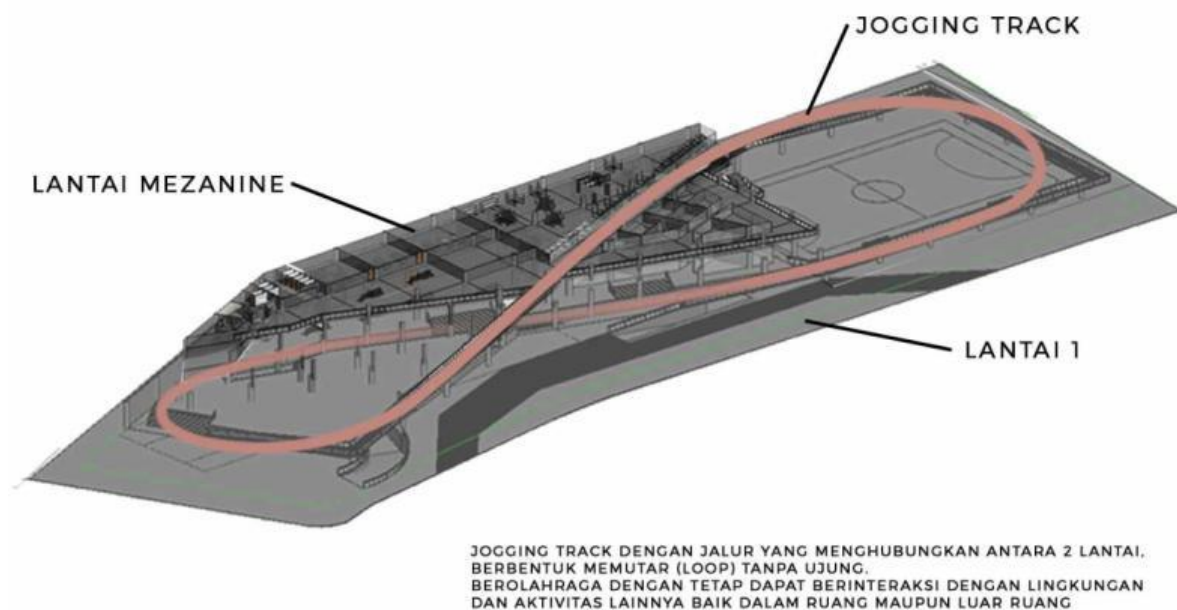 JOGGING TRACK
LANTAI MEZANINE
LANTAI 1
JOGGING TRACK DENGAN JALUR YANG MENGHUBUNGKAN ANTARA 2 LANTAI,
BERBENTUK MEMUTAR (LOOP) TANPA UJUNG.
BEROLAHRAGA DENGAN TETAP DAPAT BERINTERAKSI DENGAN LINGKUNGAN
DAN AKTIVITAS LAINNYA BAIK DALAM RUANG MAUPUN LUAR RUANG